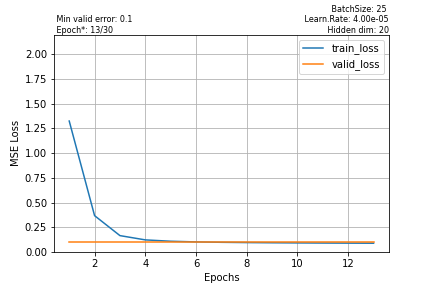 Min valid error: 0.1
Epoch*: 13/30
BatchSize: 25
Learn.Rate: 4.00e-05
Hidden dim: 20
train_loss
valid_loss
MSE Loss
2.00
1.75
1.50
1.25
1.00
0.75
0.50
0.25
0.00
2 4 6 8 10 12
Epochs